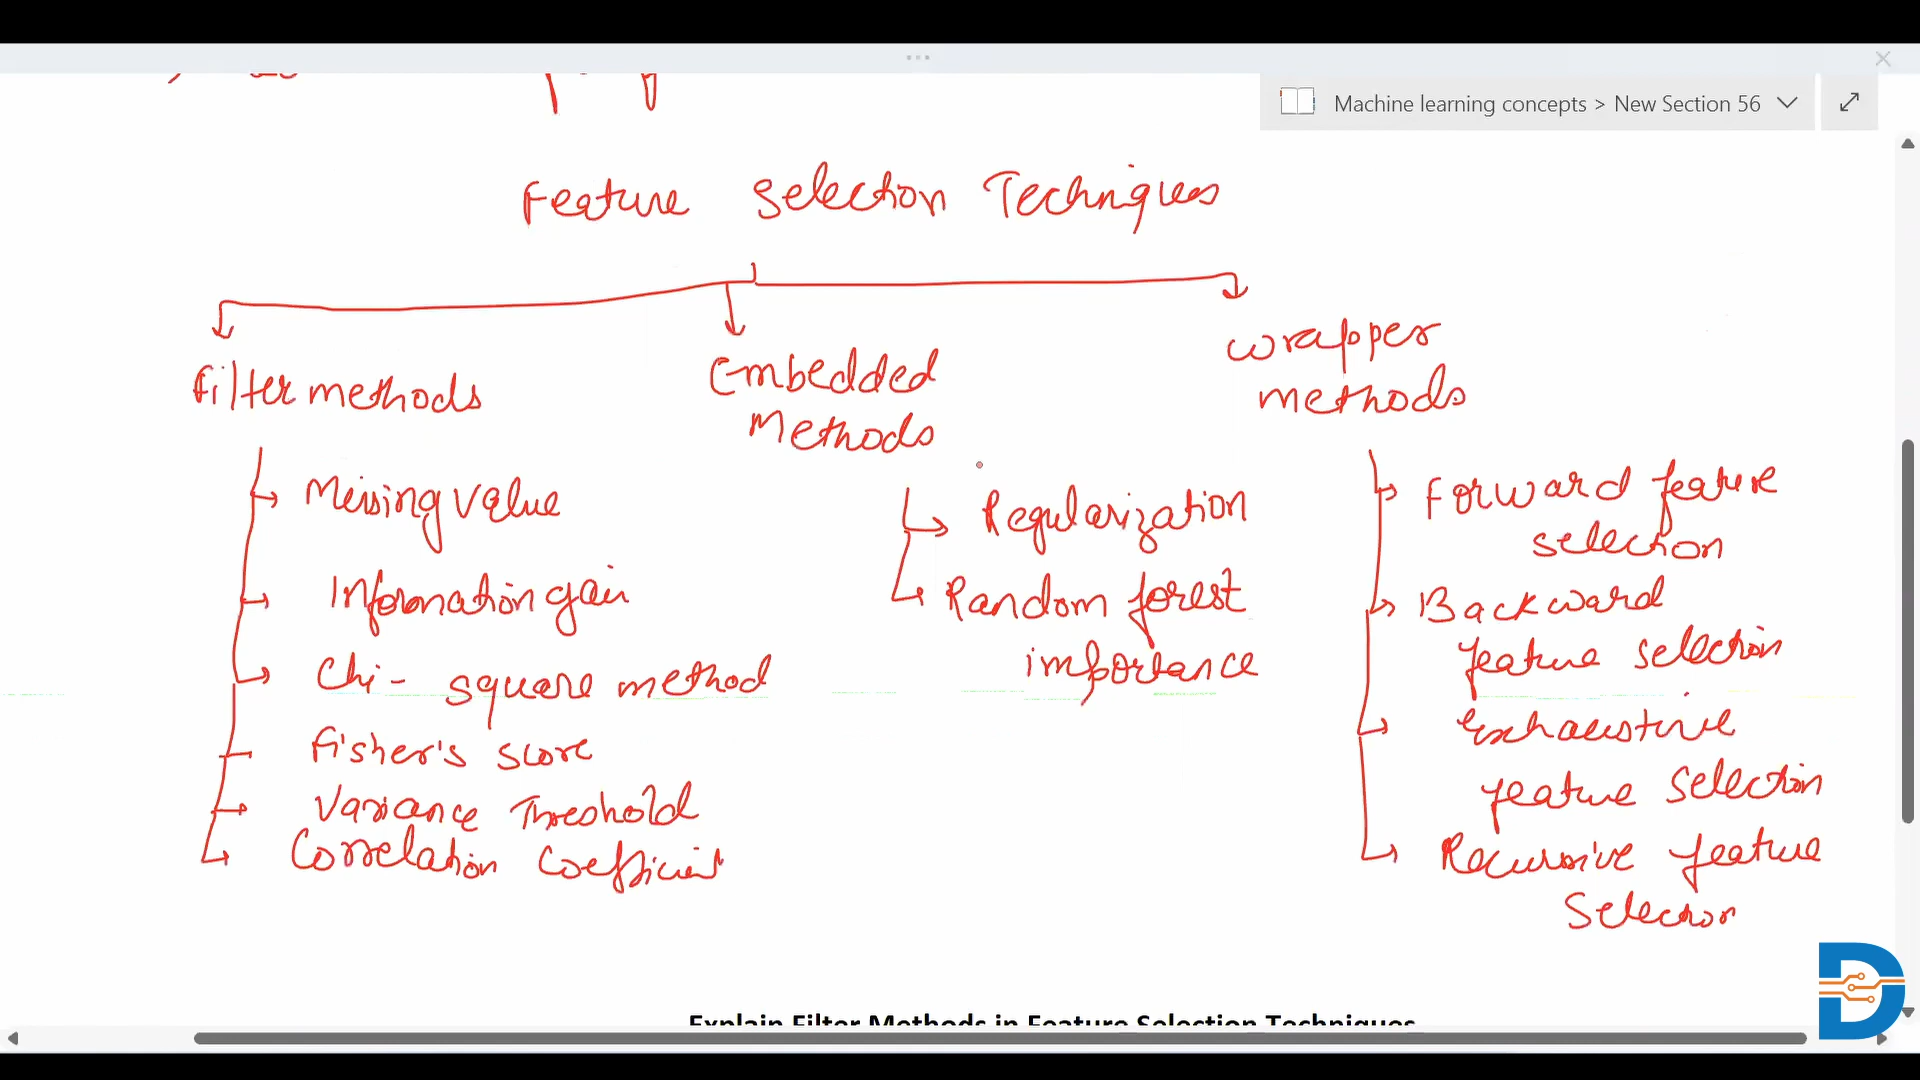 Machine learning concepts > New Section 56
Feature Selection Techniques
Filter methods
Embedded
Methods
wrapper
methods
Missing value
Information gain
Chi - square method
Fisher's score
Variance Threshold
Correlation Coefficient
Regularization
Random forest
importance
Forward feature
selection
Backward
feature selection
Exhaustive
feature selection
Recursive feature
Selection
Explain Filter Methods in Feature Selection Techniques